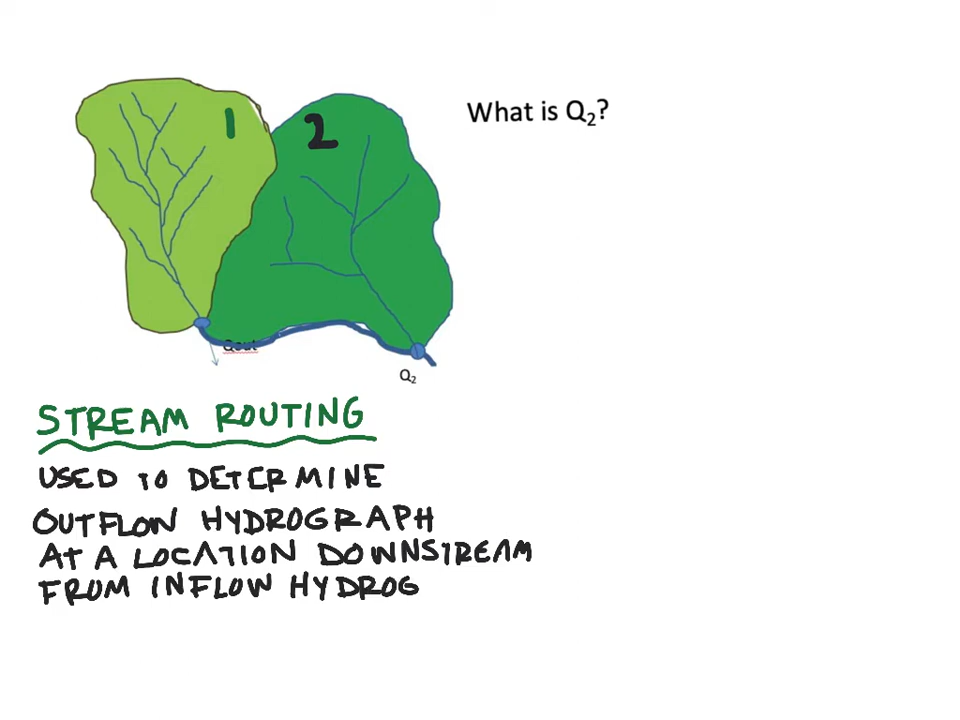 1
2
What is Q₂?
Qout
Q₂
STREAM ROUTING
USED TO DETERMINE
OUTFLOW HYDROGRAPH
AT A LOCATION DOWNSTREAM
FROM INFLOW HYDROG